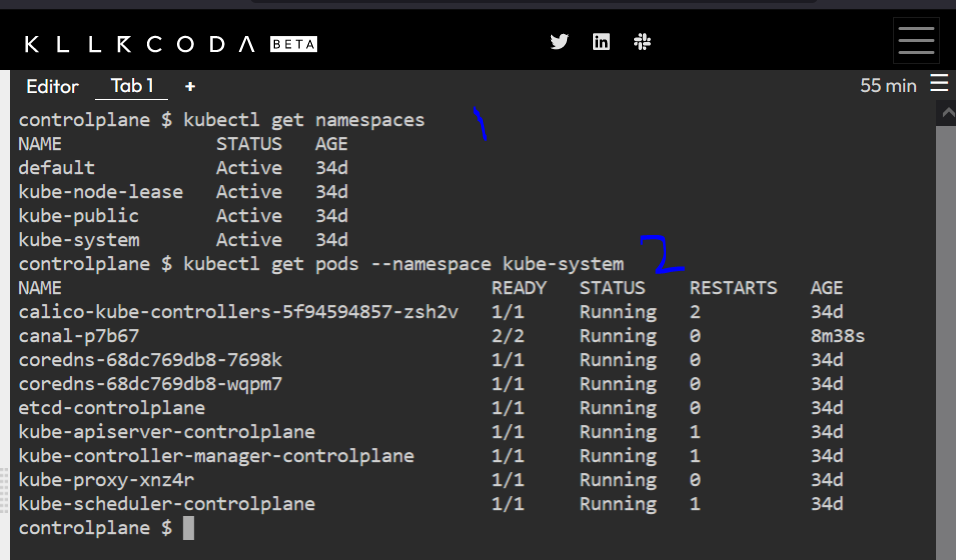 KILLERCODA BETA
Editor Tab 1 + 55 min
controlplane $ kubectl get namespaces 1
NAME STATUS AGE
default Active 34d
kube-node-lease Active 34d
kube-public Active 34d
kube-system Active 34d
controlplane $ kubectl get pods --namespace kube-system 2
NAME READY STATUS RESTARTS AGE
calico-kube-controllers-5f94594857-zsh2v 1/1 Running 2 34d
canal-p7b67 2/2 Running 0 8m38s
coredns-68dc769db8-7698k 1/1 Running 0 34d
coredns-68dc769db8-wqpm7 1/1 Running 0 34d
etcd-controlplane 1/1 Running 0 34d
kube-apiserver-controlplane 1/1 Running 1 34d
kube-controller-manager-controlplane 1/1 Running 1 34d
kube-proxy-xnz4r 1/1 Running 0 34d
kube-scheduler-controlplane 1/1 Running 1 34d
controlplane $